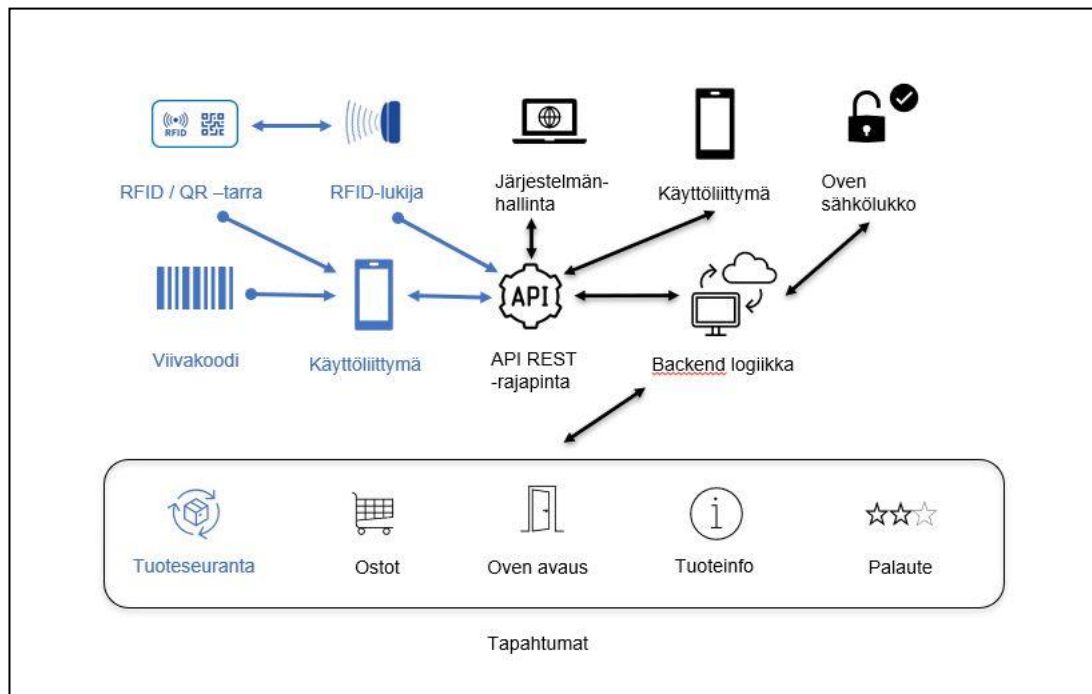 RFID
RFID / QR –tarra
RFID-lukija
Järjestelmän-
hallinta
Käyttöliittymä
Oven
sähkölukko
API
Viivakoodi
Käyttöliittymä
API REST
-rajapinta
Backend logiikka
Tuoteseuranta
Ostot
Oven avaus
Tuoteinfo
Palaute
Tapahtumat